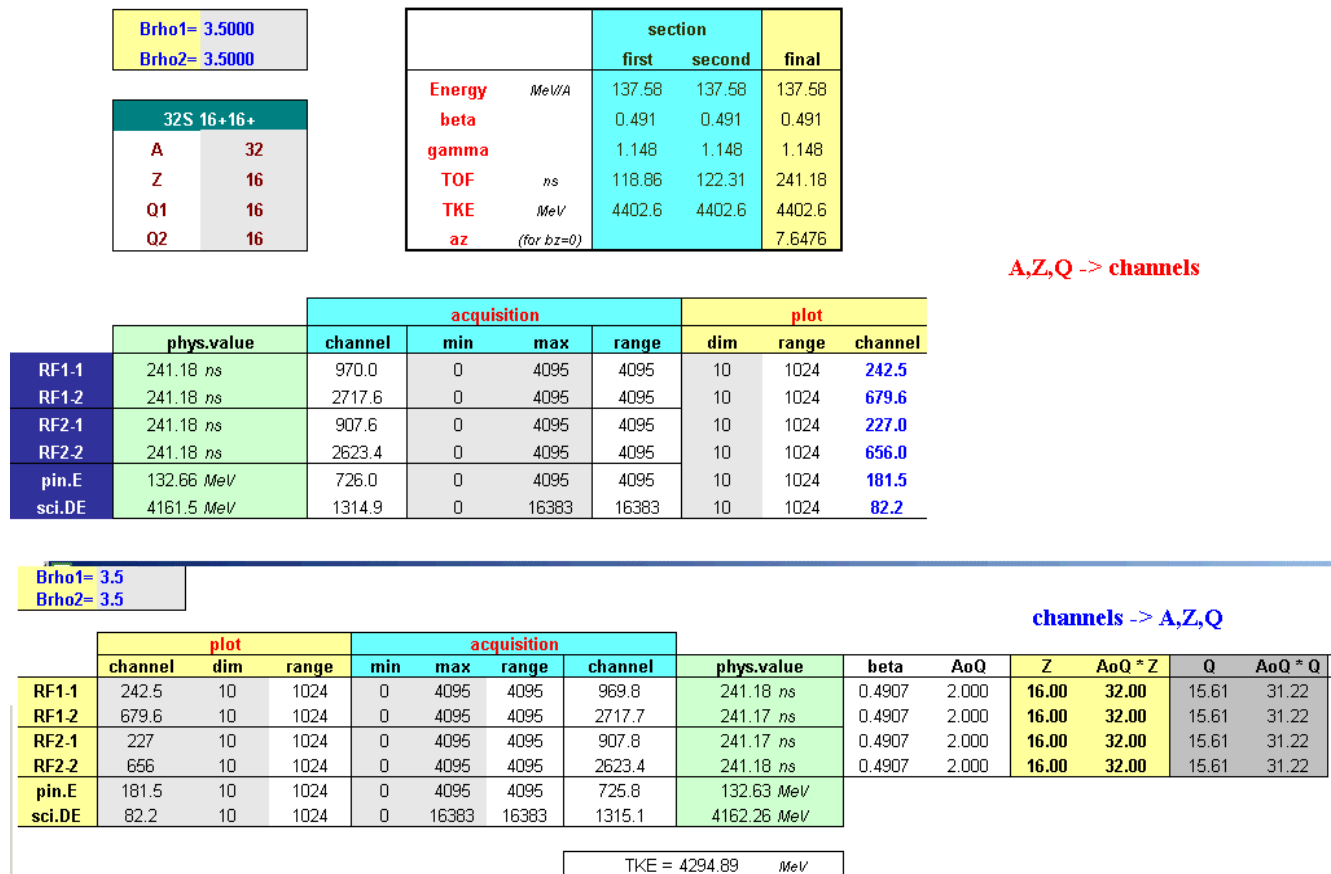 Brho1= 3.5000
Brho2= 3.5000
section
first second final
Energy MeV/A 137.58 137.58 137.58
beta 0.491 0.491 0.491
gamma 1.148 1.148 1.148
TOF ns 118.86 122.31 241.18
TKE MeV 4402.6 4402.6 4402.6
az (for bz=0) 7.6476
32S 16+16+
A 32
Z 16
Q1 16
Q2 16
A,Z,Q -> channels
acquisition plot
phys.value channel min max range dim range channel
RF1-1 241.18 ns 970.0 0 4095 4095 10 1024 242.5
RF1-2 241.18 ns 2717.6 0 4095 4095 10 1024 679.6
RF2-1 241.18 ns 907.6 0 4095 4095 10 1024 227.0
RF2-2 241.18 ns 2623.4 0 4095 4095 10 1024 656.0
pin.E 132.66 MeV 726.0 0 4095 4095 10 1024 181.5
sci.DE 4161.5 MeV 1314.9 0 16383 16383 10 1024 82.2
Brho1= 3.5
Brho2= 3.5
channels -> A,Z,Q
plot acquisition
channel dim range min max range channel phys.value beta AoQ Z AoQ * Z Q AoQ * Q
RF1-1 242.5 10 1024 0 4095 4095 969.8 241.18 ns 0.4907 2.000 16.00 32.00 15.61 31.22
RF1-2 679.6 10 1024 0 4095 4095 2717.7 241.17 ns 0.4907 2.000 16.00 32.00 15.61 31.22
RF2-1 227 10 1024 0 4095 4095 907.8 241.17 ns 0.4907 2.000 16.00 32.00 15.61 31.22
RF2-2 656 10 1024 0 4095 4095 2623.4 241.18 ns 0.4907 2.000 16.00 32.00 15.61 31.22
pin.E 181.5 10 1024 0 4095 4095 725.8 132.63 MeV
sci.DE 82.2 10 1024 0 16383 16383 1315.1 4162.26 MeV
TKE = 4294.89 MeV